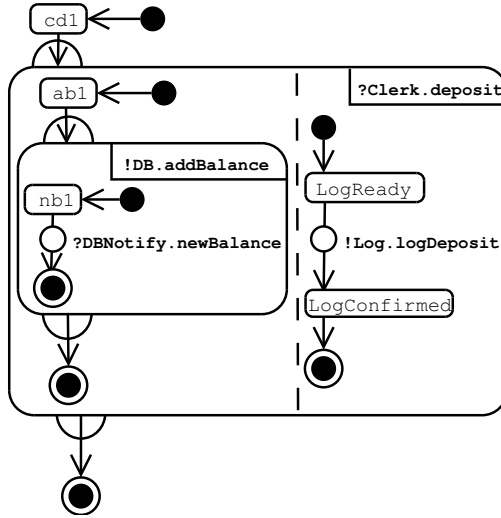 cd1
ab1
?Clerk.deposit
!DB.addBalance
LogReady
nb1
?DBNotify.newBalance
!Log.logDeposit
LogConfirmed